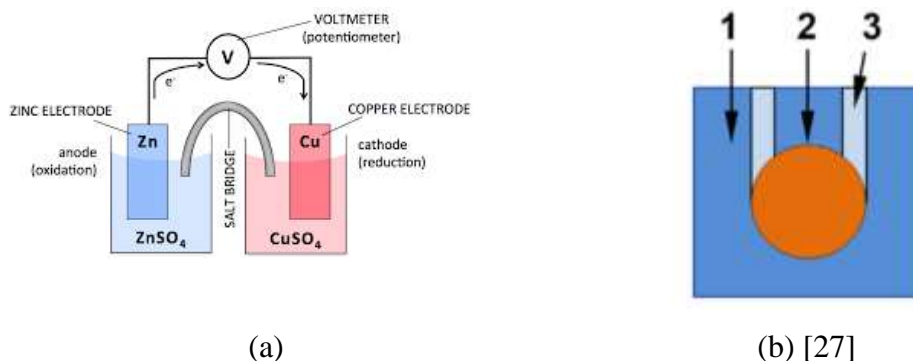 VOLTMETER
(potentiometer)
V
e-
e-
ZINC ELECTRODE
COPPER ELECTRODE
Zn
Cu
anode
(oxidation)
cathode
(reduction)
SALT BRIDGE
ZnSO4
CuSO4
1
2
3
(a)
(b) [27]